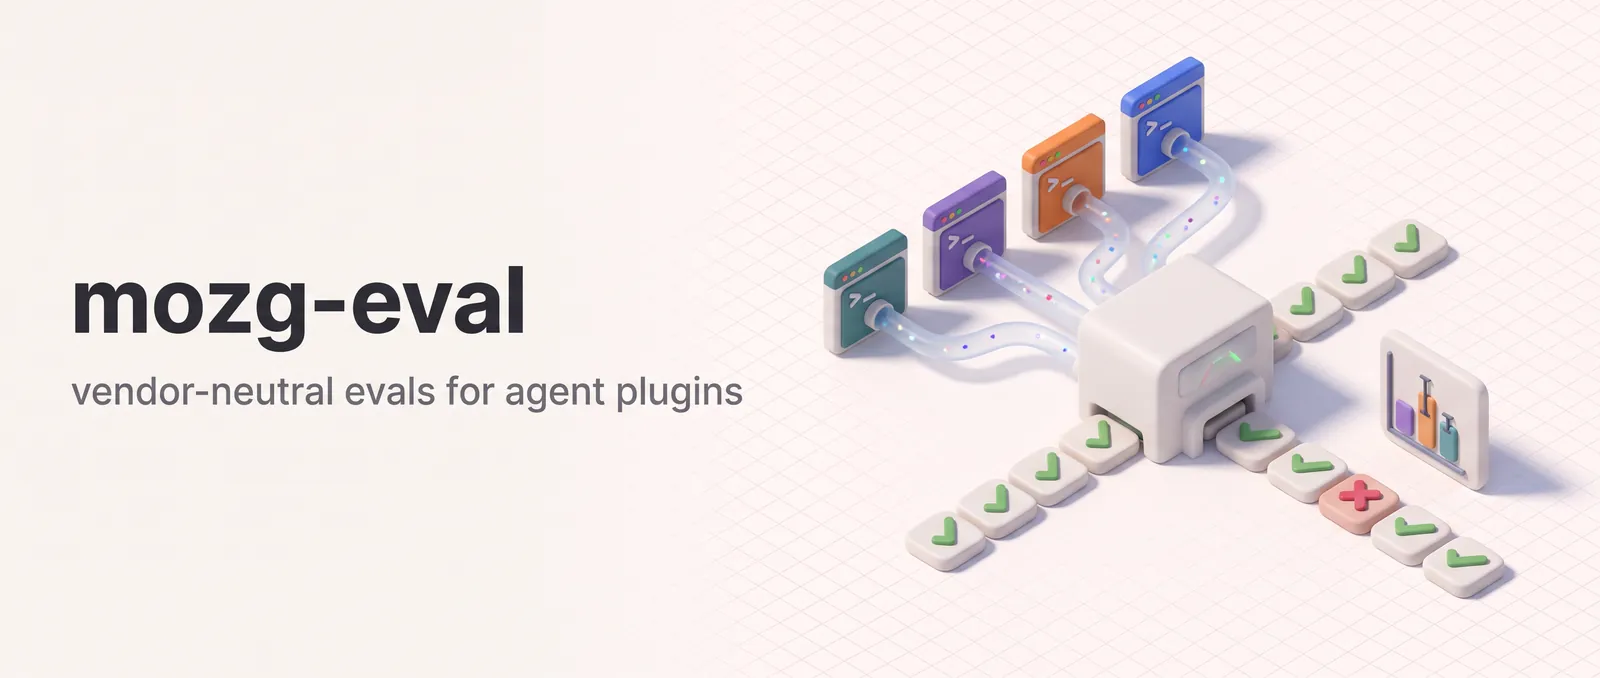 mozg-eval
vendor-neutral evals for agent plugins
>_
>_
>_
>_